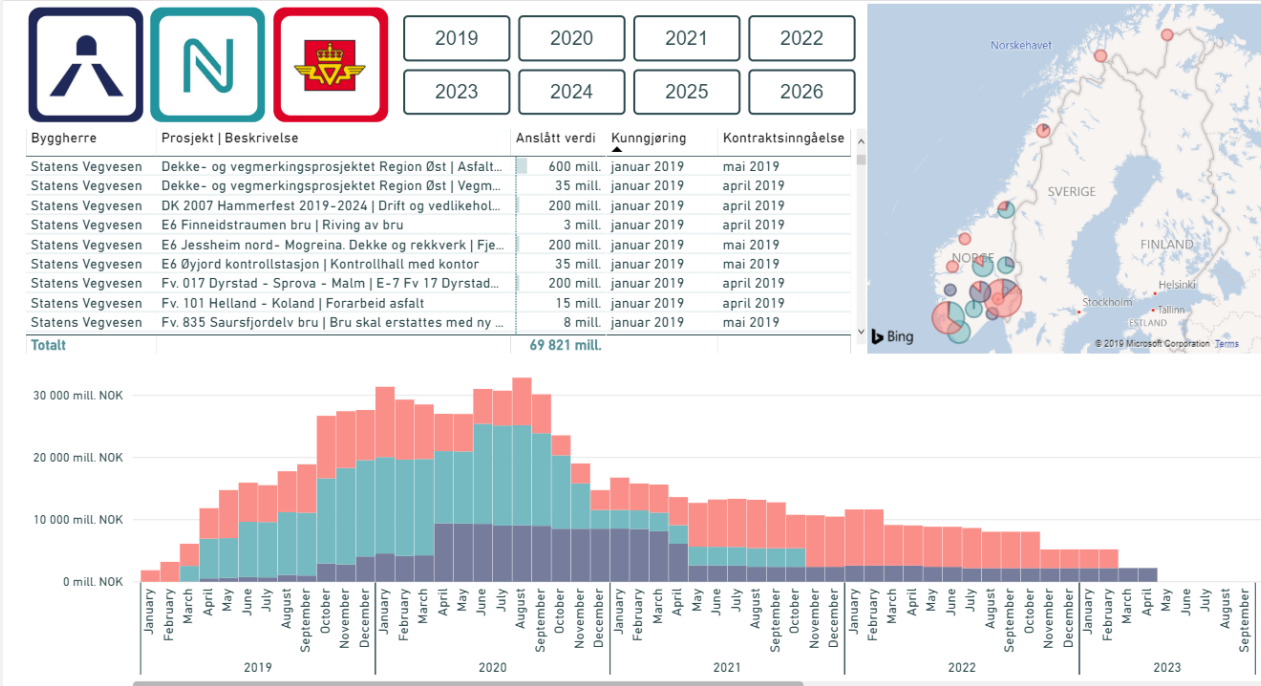 2019 2020 2021 2022
2023 2024 2025 2026
Byggherre Prosjekt | Beskrivelse Anslått verdi Kunngjøring Kontraktsinngåelse
Statens Vegvesen Dekke- og vegmerkingsprosjektet Region Øst | Asfalt... 600 mill. januar 2019 mai 2019
Statens Vegvesen Dekke- og vegmerkingsprosjektet Region Øst | Vegm... 35 mill. januar 2019 april 2019
Statens Vegvesen DK 2007 Hammerfest 2019-2024 | Drift og vedlikehol... 200 mill. januar 2019 april 2019
Statens Vegvesen E6 Finneidstraumen bru | Riving av bru 3 mill. januar 2019 april 2019
Statens Vegvesen E6 Jessheim nord- Mogreina. Dekke og rekkverk | Fje... 200 mill. januar 2019 mai 2019
Statens Vegvesen E6 Øyjord kontrollstasjon | Kontrollhall med kontor 35 mill. januar 2019 mai 2019
Statens Vegvesen Fv. 017 Dyrstad - Sprova - Malm | E-7 Fv 17 Dyrstad... 200 mill. januar 2019 april 2019
Statens Vegvesen Fv. 101 Helland - Koland | Forarbeid asfalt 15 mill. januar 2019 april 2019
Statens Vegvesen Fv. 835 Saursfjordelv bru | Bru skal erstattes med ny ... 8 mill. januar 2019 mai 2019
Totalt 69 821 mill.
Norskehavet
SVERIGE
FINLAND
NORGE
Helsinki
Stockholm
Tallinn
ESTLAND
Bing
© 2019 Microsoft Corporation Terms
30 000 mill. NOK
20 000 mill. NOK
10 000 mill. NOK
0 mill. NOK
January February March April May June July August September October November December January February March April May June July August September October November December January February March April May June July August September October November December January February March April May June July August September October November December January February March April May June July August September
2019 2020 2021 2022 2023